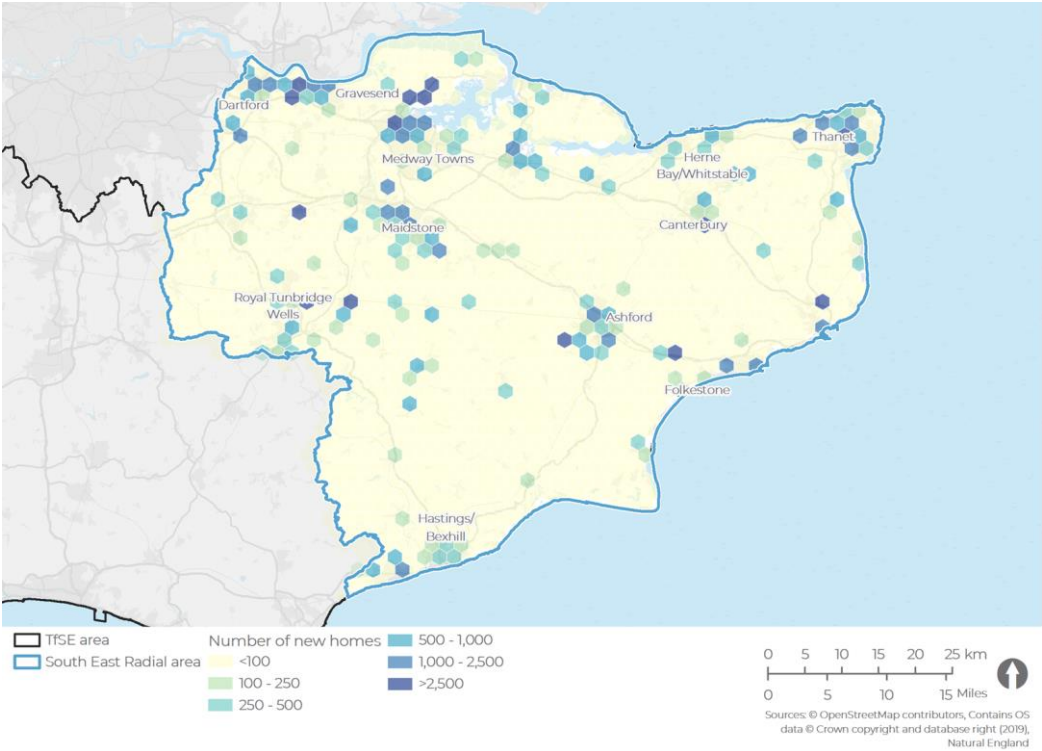 Dartford
Gravesend
Medway Towns
Herne
Bay/Whitstable
Thanet
Canterbury
Maidstone
Royal Tunbridge
Wells
Ashford
Folkestone
Hastings/
Bexhill
TfSE area
South East Radial area
Number of new homes
<100
100 - 250
250 - 500
500 - 1,000
1,000 - 2,500
>2,500
0 5 10 15 20 25 km
0 5 10 15 Miles
Sources: © OpenStreetMap contributors, Contains OS
data © Crown copyright and database right (2019),
Natural England